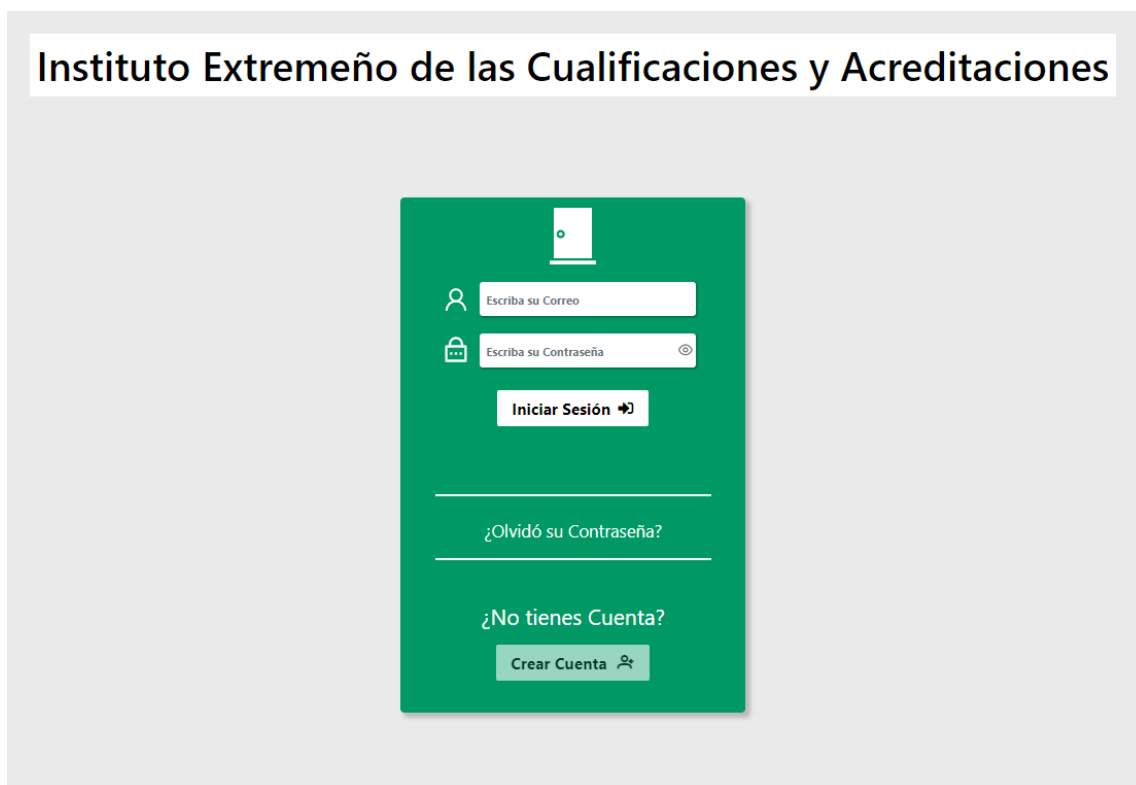 Instituto Extremeño de las Cualificaciones y Acreditaciones
Escriba su Correo
Escriba su Contraseña
Iniciar Sesión
¿Olvidó su Contraseña?
¿No tienes Cuenta?
Crear Cuenta